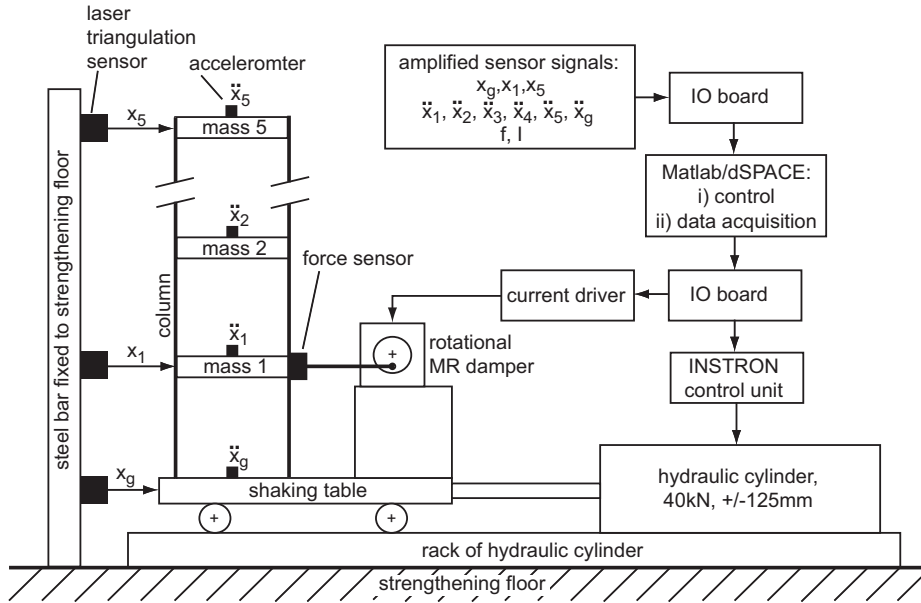 laser
triangulation
sensor
acceleromter
ẍ5
x5
mass 5
ẍ2
mass 2
force sensor
column
steel bar fixed to strengthening floor
x1
ẍ1
mass 1
+
rotational
MR damper
xg
ẍg
shaking table
+
+
amplified sensor signals:
xg,x1,x5
ẍ1, ẍ2, ẍ3, ẍ4, ẍ5, ẍg
f, I
IO board
Matlab/dSPACE:
i) control
ii) data acquisition
current driver
IO board
INSTRON
control unit
hydraulic cylinder,
40kN, +/-125mm
rack of hydraulic cylinder
strengthening floor